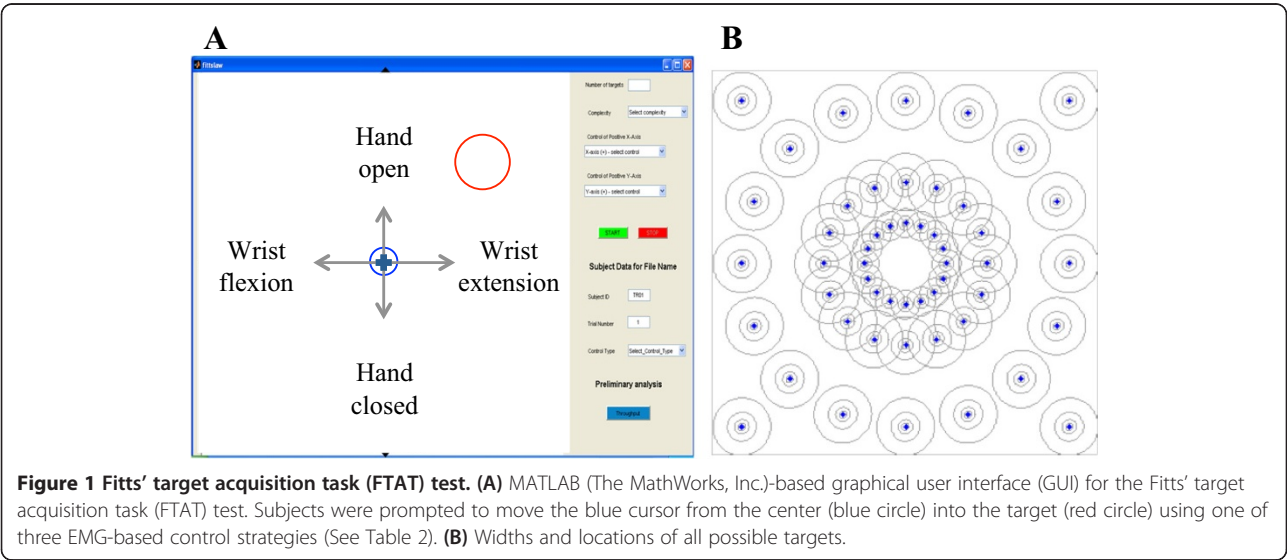 A
B
fittslaw
Number of targets
Complexity
Select complexity
Control of Positive X-Axis
X-axis (+) - select control
Control of Positive Y-Axis
Y-axis (+) - select control
START
STOP
Subject Data for File Name
Subject ID
TR01
Trial Number
1
Control Type
Select_Control_Type
Preliminary analysis
Throughput
Hand
open
Wrist
flexion
Wrist
extension
Hand
closed
Figure 1 Fitts' target acquisition task (FTAT) test. (A) MATLAB (The MathWorks, Inc.)-based graphical user interface (GUI) for the Fitts' target
acquisition task (FTAT) test. Subjects were prompted to move the blue cursor from the center (blue circle) into the target (red circle) using one of
three EMG-based control strategies (See Table 2). (B) Widths and locations of all possible targets.